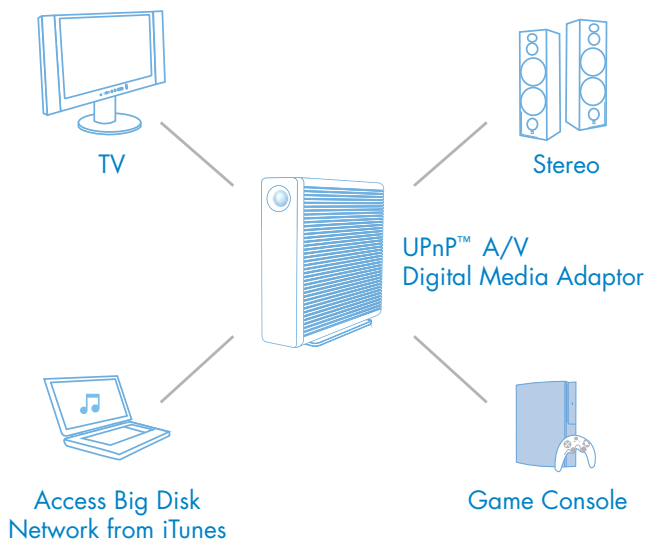 TV
Stereo
UPnP™ A/V
Digital Media Adaptor
Access Big Disk
Network from iTunes
Game Console